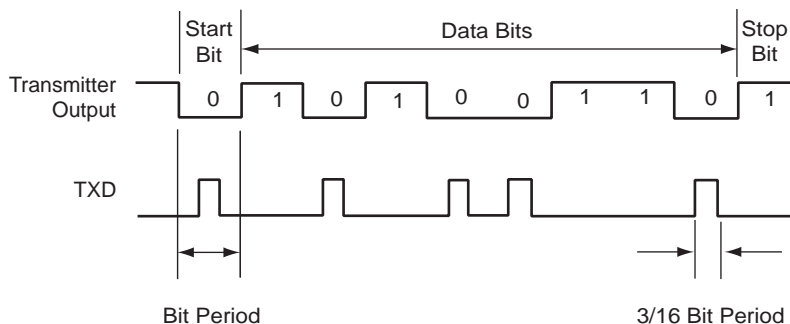 Start
Bit
Data Bits
Stop
Bit
Transmitter
Output
0 1 0 1 0 0 1 1 0 1
TXD
Bit Period
3/16 Bit Period